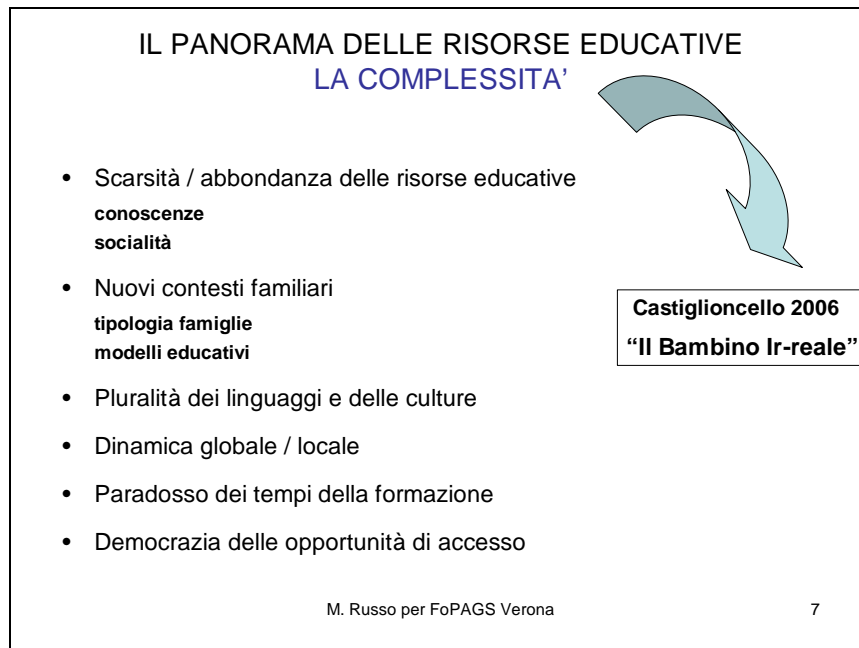 IL PANORAMA DELLE RISORSE EDUCATIVE
LA COMPLESSITA’
• Scarsità / abbondanza delle risorse educative
conoscenze
socialità
• Nuovi contesti familiari
tipologia famiglie
modelli educativi
• Pluralità dei linguaggi e delle culture
• Dinamica globale / locale
• Paradosso dei tempi della formazione
• Democrazia delle opportunità di accesso
Castiglioncello 2006
“Il Bambino Ir-reale”
M. Russo per FoPAGS Verona
7